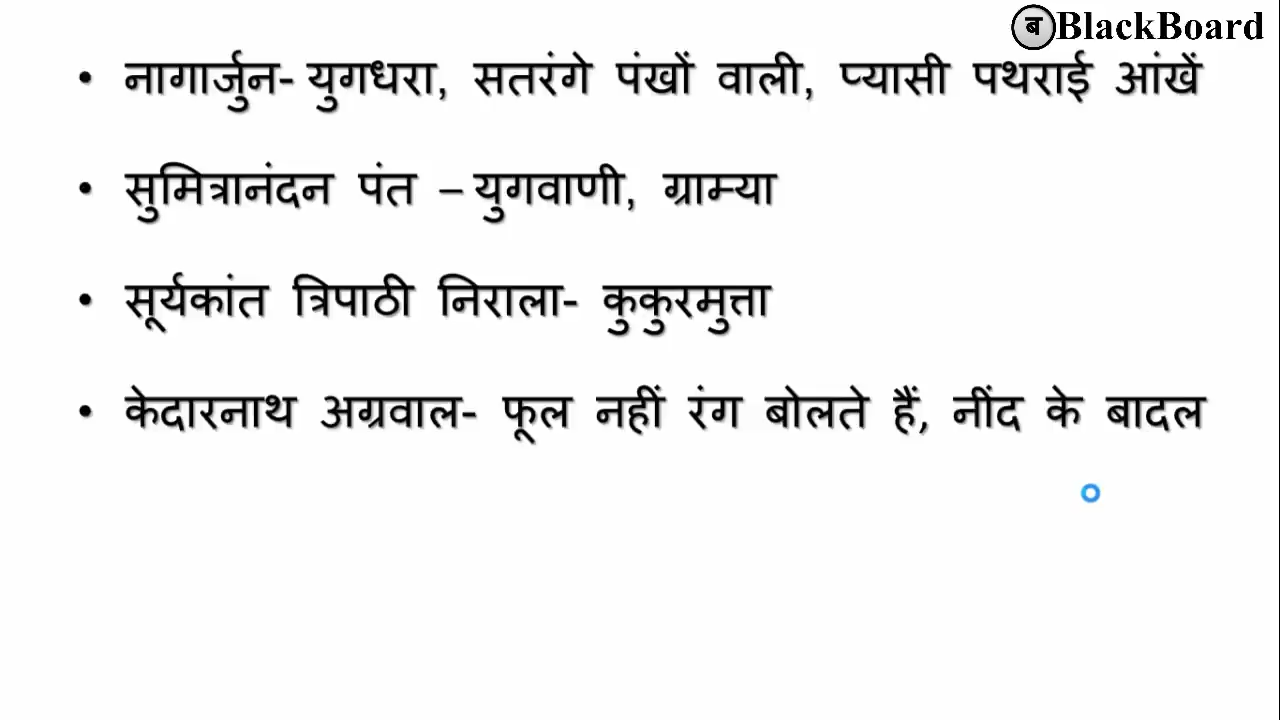 ब BlackBoard
• नागार्जुन- युगधरा, सतरंगे पंखों वाली, प्यासी पथराई आंखें
• सुमित्रानंदन पंत – युगवाणी, ग्राम्या
• सूर्यकांत त्रिपाठी निराला- कुकुरमुत्ता
• केदारनाथ अग्रवाल- फूल नहीं रंग बोलते हैं, नींद के बादल